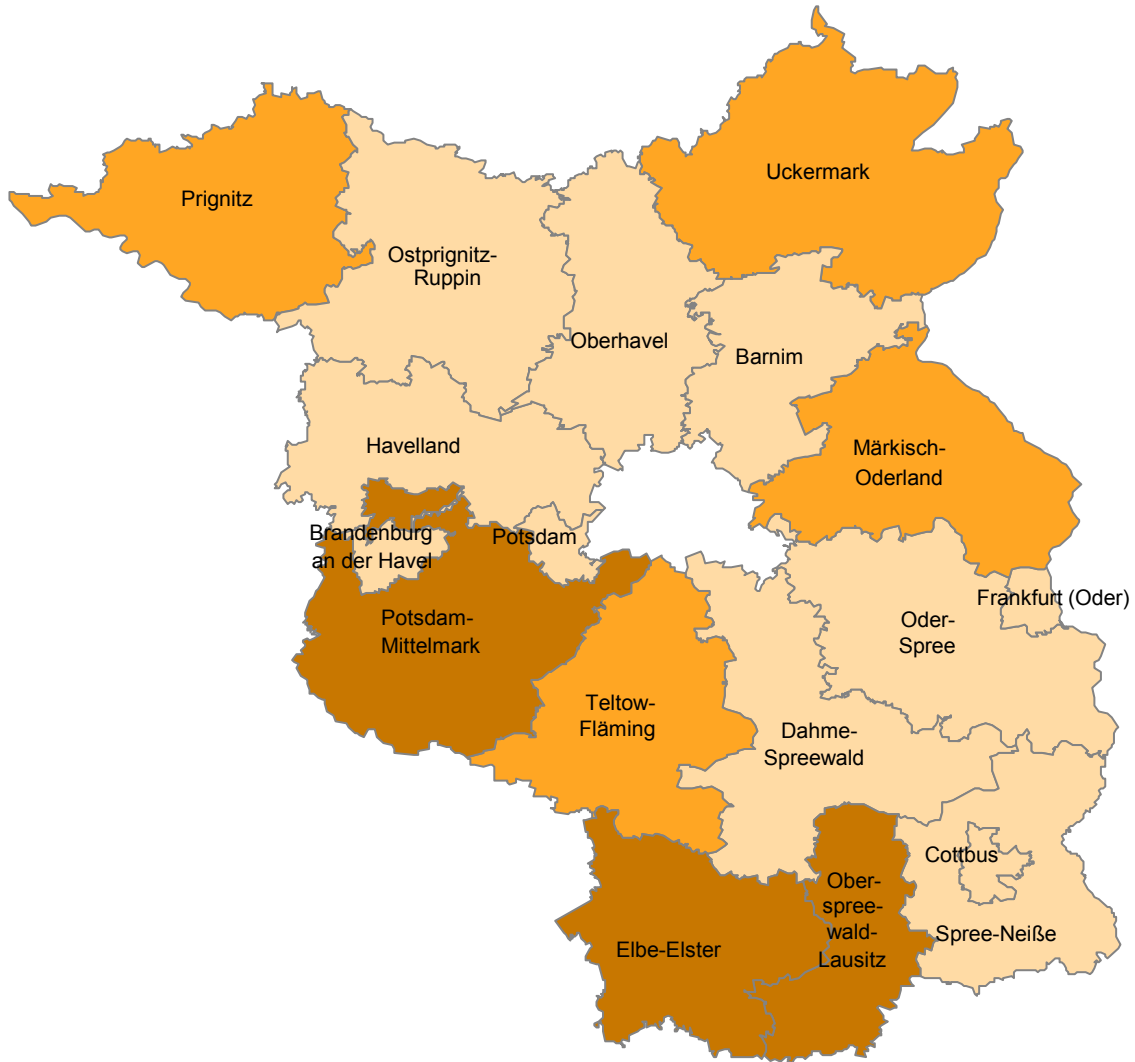 Uckermark
Prignitz
Ostprignitz-
Ruppin
Oberhavel
Barnim
Havelland
Märkisch-
Oderland
Brandenburg
an der Havel
Potsdam
Frankfurt (Oder)
Potsdam-
Mittelmark
Oder-
Spree
Teltow-
Fläming
Dahme-
Spreewald
Cottbus
Ober-
spree-
wald-
Lausitz
Spree-Neiße
Elbe-Elster